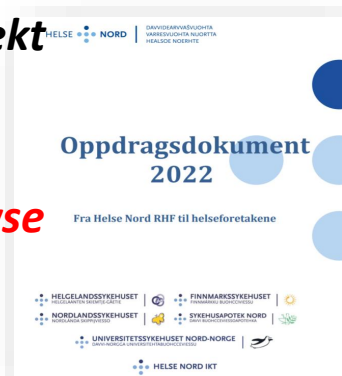 ekt
HELSE NORD
DAVVIDEARVVAŠVUOHTA
VARRESVUOHTA NUORTTA
HEALSOE NOERHTE
Oppdragsdokument
2022
se
Fra Helse Nord RHF til helseforetakene
HELGELANDSSYKEHUSET
FINNMARKSSYKEHUSET
NORDLANDSSYKEHUSET
SYKEHUSAPOTEK NORD
UNIVERSITETSSYKEHUSET NORD-NORGE
HELSE NORD IKT